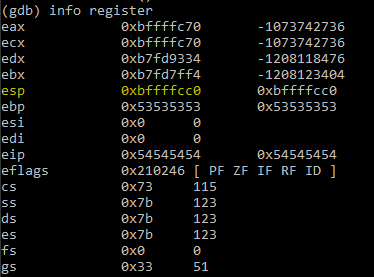 (gdb) info register
eax 0xbffffc70 -1073742736
ecx 0xbffffc70 -1073742736
edx 0xb7fd9334 -1208118476
ebx 0xb7fd7ff4 -1208123404
esp 0xbffffcc0 0xbffffcc0
ebp 0x53535353 0x53535353
esi 0x0 0
edi 0x0 0
eip 0x54545454 0x54545454
eflags 0x210246 [ PF ZF IF RF ID ]
cs 0x73 115
ss 0x7b 123
ds 0x7b 123
es 0x7b 123
fs 0x0 0
gs 0x33 51